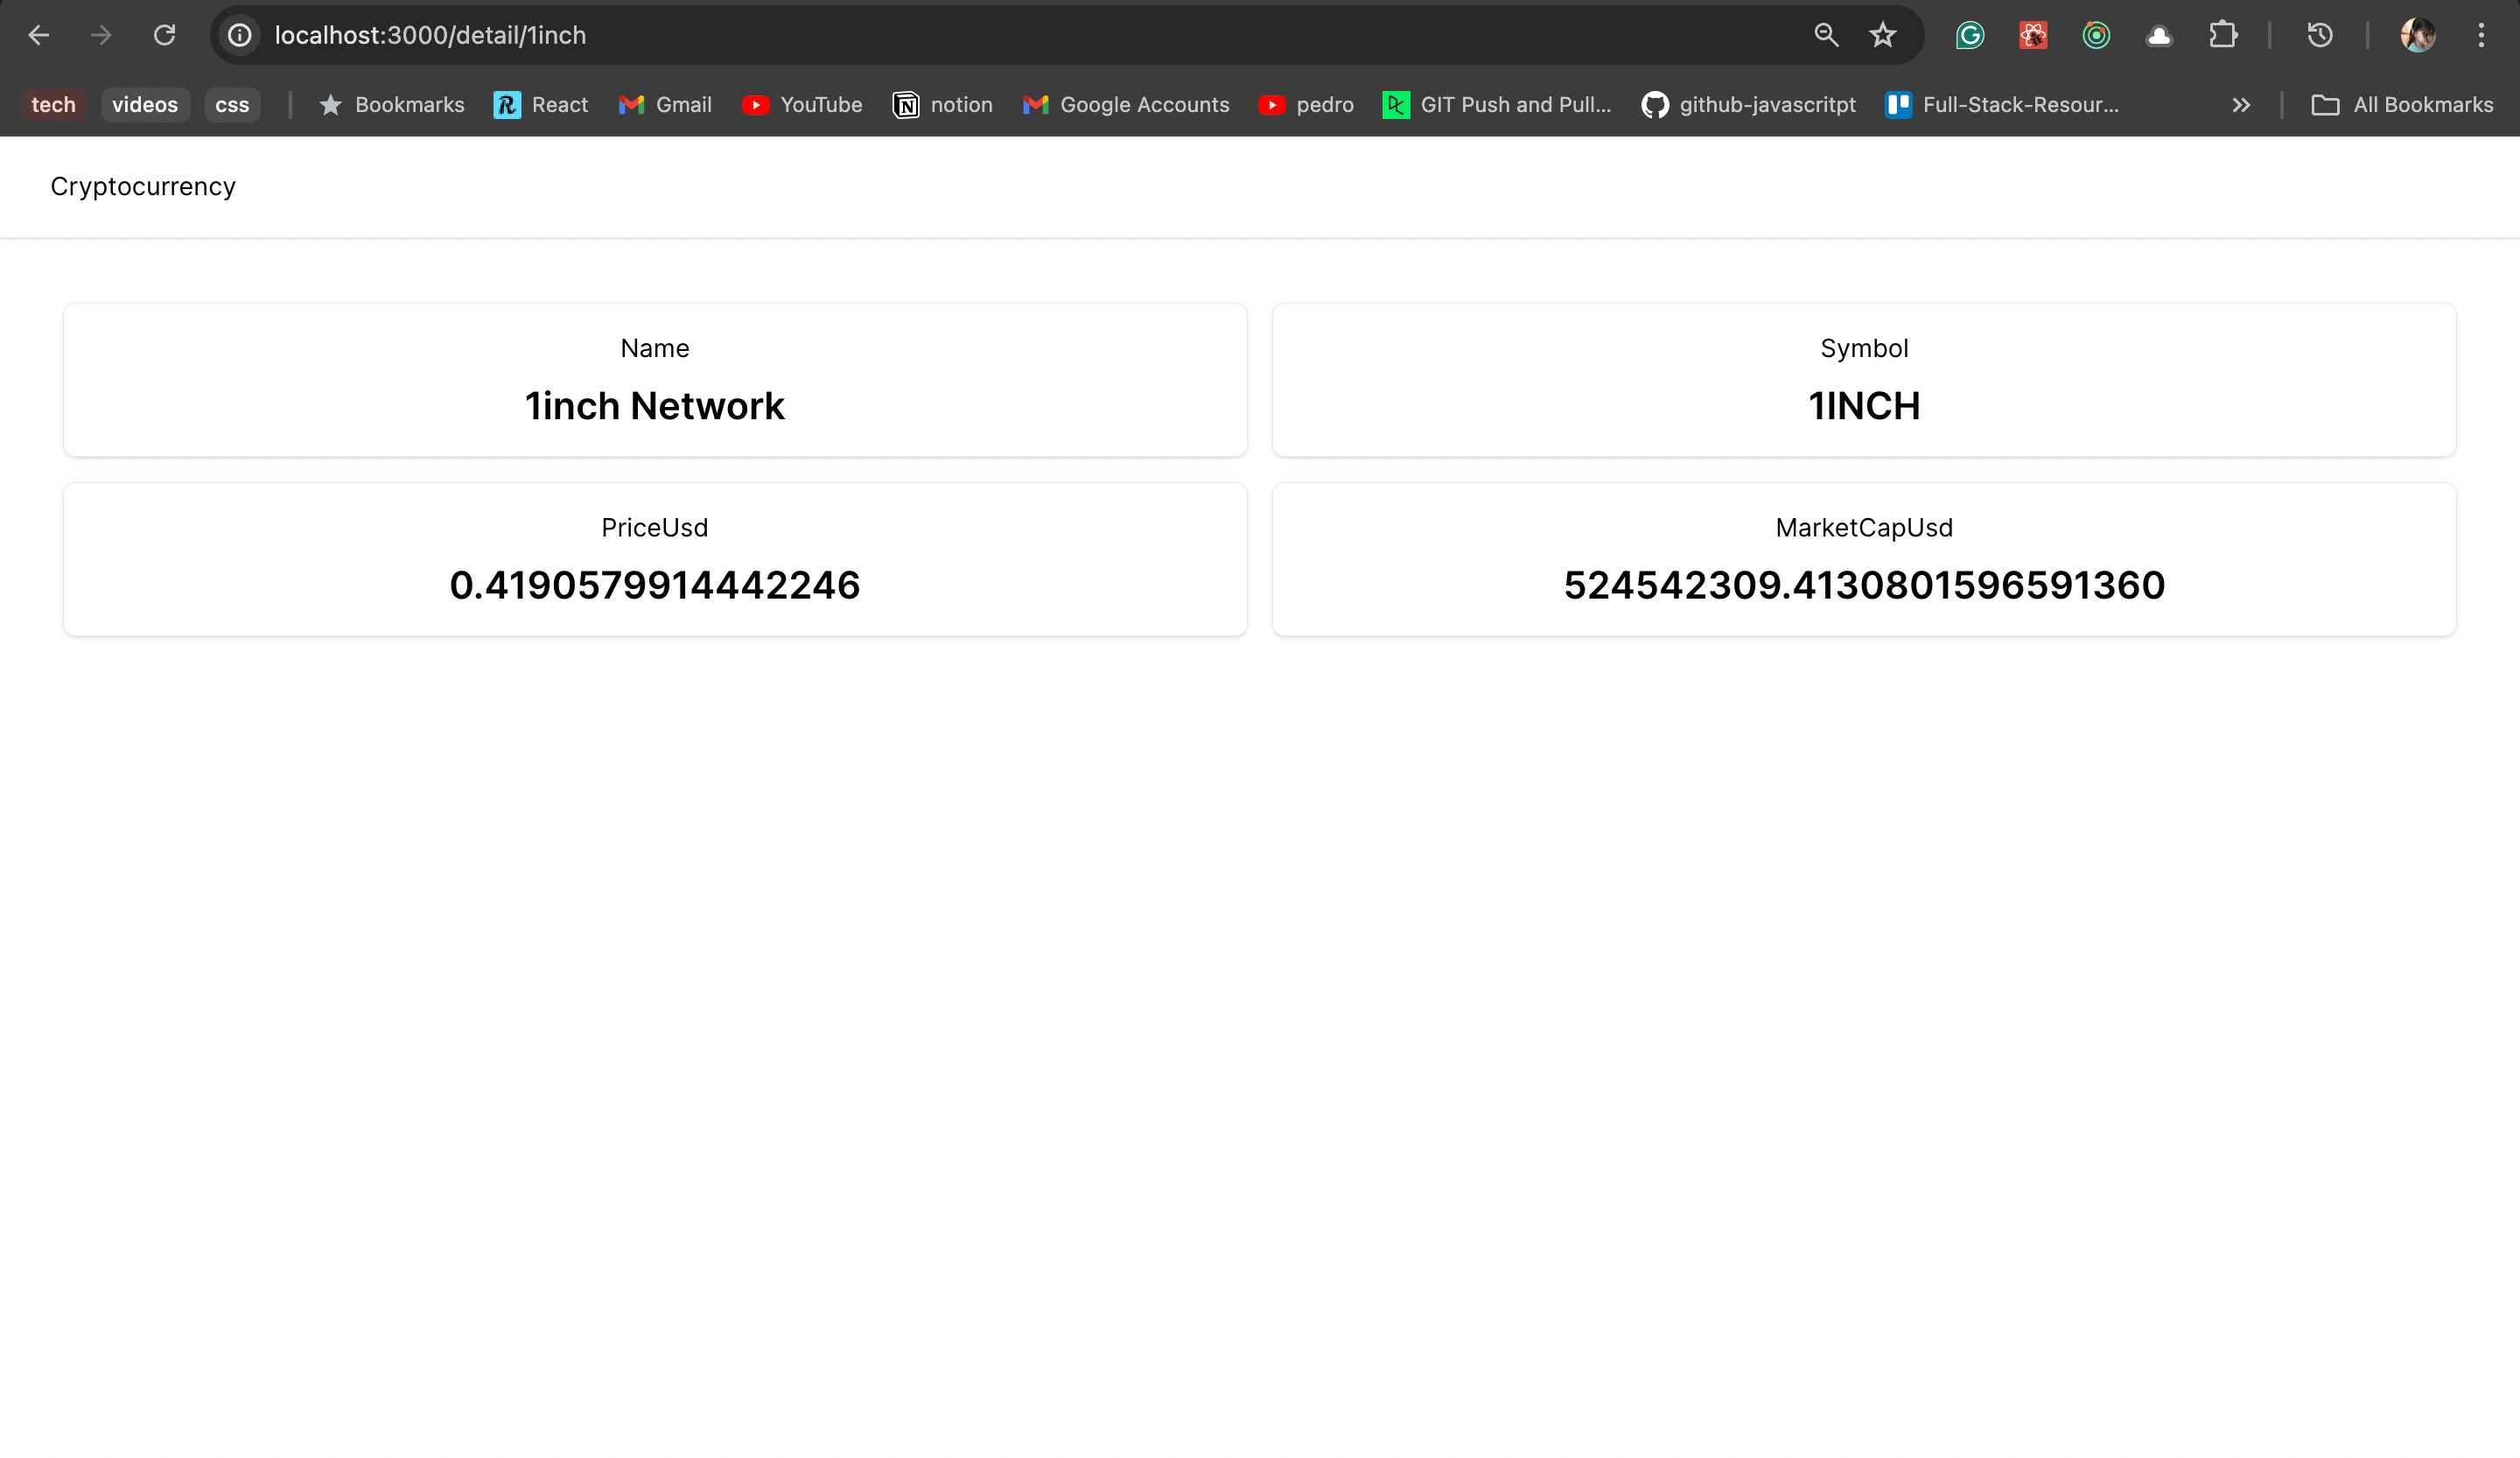 localhost:3000/detail/1inch
tech videos css Bookmarks React Gmail YouTube notion Google Accounts pedro GIT Push and Pull... github-javascritpt Full-Stack-Resour... All Bookmarks
Cryptocurrency
Name
1inch Network
Symbol
1INCH
PriceUsd
0.4190579914442246
MarketCapUsd
524542309.4130801596591360